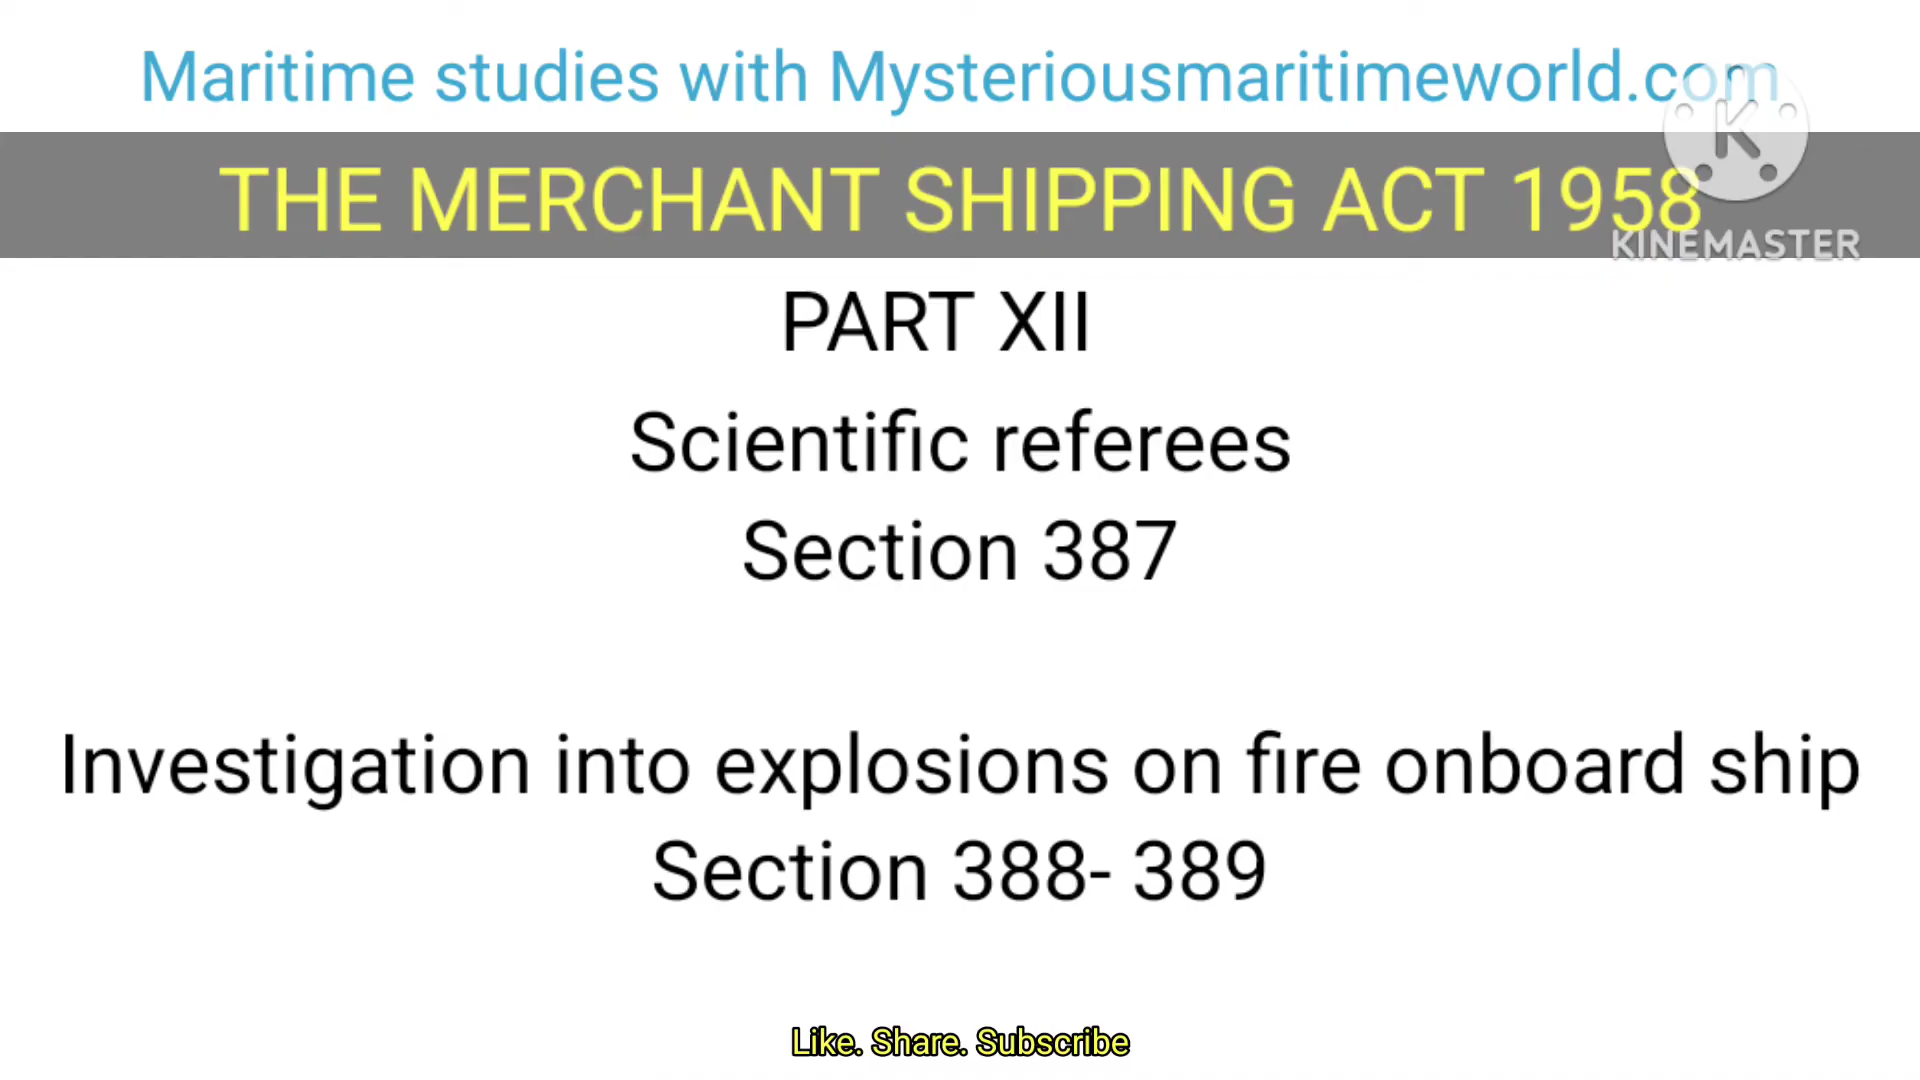 Maritime studies with Mysteriousmaritimeworld.com
K
THE MERCHANT SHIPPING ACT 1958
KINEMASTER
PART XII
Scientific referees
Section 387
Investigation into explosions on fire onboard ship
Section 388- 389
Like. Share. Subscribe